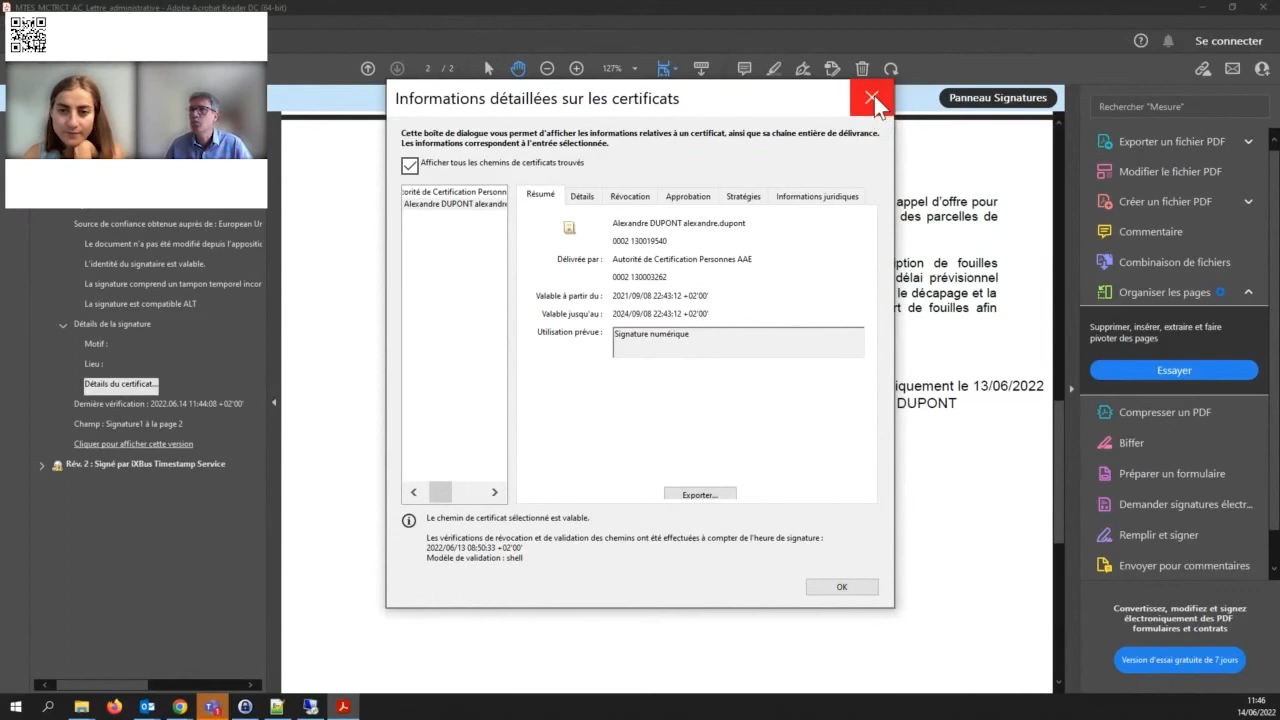 MTES_MCTRCT_AC_Lettre_administrative - Adobe Acrobat Reader DC (64-bit)
Se connecter
2 / 2
127%
Panneau Signatures
Rechercher "Mesure"
Exporter un fichier PDF
Modifier le fichier PDF
Créer un fichier PDF
Commentaire
Combinaison de fichiers
Organiser les pages
Supprimer, insérer, extraire et faire
pivoter des pages
Essayer
Compresser un PDF
Biffer
Préparer un formulaire
Demander signatures électr...
Remplir et signer
Envoyer pour commentaires
Convertissez, modifiez et signez
électroniquement des PDF
formulaires et contrats
Version d'essai gratuite de 7 jours
Source de confiance obtenue auprès de : European Ur
Le document n'a pas été modifié depuis l'appositic
L'identité du signataire est valable.
La signature comprend un tampon temporel incor
La signature est compatible ALT
Détails de la signature
Motif :
Lieu :
Détails du certificat...
Dernière vérification : 2022.06.14 11:44:08 +02'00'
Champ : Signature1 à la page 2
Cliquer pour afficher cette version
Rév. 2 : Signé par iXBus Timestamp Service
Informations détaillées sur les certificats
Cette boîte de dialogue vous permet d'afficher les informations relatives à un certificat, ainsi que sa chaîne entière de délivrance.
Les informations correspondent à l'entrée sélectionnée.
Afficher tous les chemins de certificats trouvés
orité de Certification Personn
Alexandre DUPONT alexandre
Résumé
Détails
Révocation
Approbation
Stratégies
Informations juridiques
Alexandre DUPONT alexandre.dupont
0002 130019540
Délivrée par :
Autorité de Certification Personnes AAE
0002 130003262
Valable à partir du :
2021/09/08 22:43:12 +02'00'
Valable jusqu'au :
2024/09/08 22:43:12 +02'00'
Utilisation prévue :
Signature numérique
Exporter...
Le chemin de certificat sélectionné est valable.
Les vérifications de révocation et de validation des chemins ont été effectuées à compter de l'heure de signature :
2022/06/13 08:50:33 +02'00'
Modèle de validation : shell
OK
appel d'offre pour
des parcelles de
ption de fouilles
délai prévisionnel
le décapage et la
rt de fouilles afin
iquement le 13/06/2022
DUPONT
11:46
14/06/2022